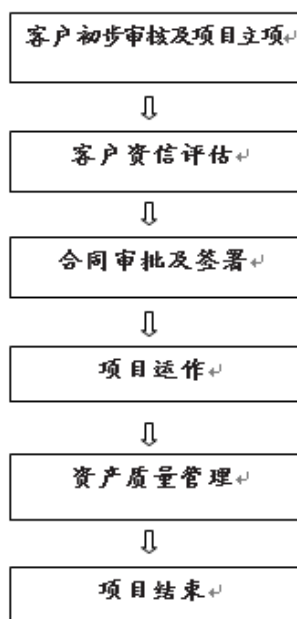 客户初步审核及项目主项
客户资信评估
合同审批及签署
项目运作
资产质量管理
项目结束